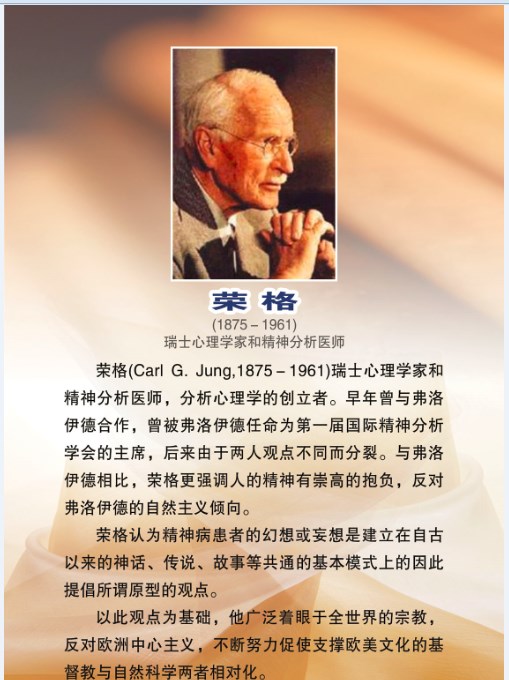 荣格
(1875－1961)
瑞士心理学家和精神分析医师
荣格(Carl G. Jung,1875－1961)瑞士心理学家和
精神分析医师，分析心理学的创立者。早年曾与弗洛
伊德合作，曾被弗洛伊德任命为第一届国际精神分析
学会的主席，后来由于两人观点不同而分裂。与弗洛
伊德相比，荣格更强调人的精神有崇高的抱负，反对
弗洛伊德的自然主义倾向。
荣格认为精神病患者的幻想或妄想是建立在自古
以来的神话、传说、故事等共通的基本模式上的因此
提倡所谓原型的观点。
以此观点为基础，他广泛着眼于全世界的宗教，
反对欧洲中心主义，不断努力促使支撑欧美文化的基
督教与自然科学两者相对化。